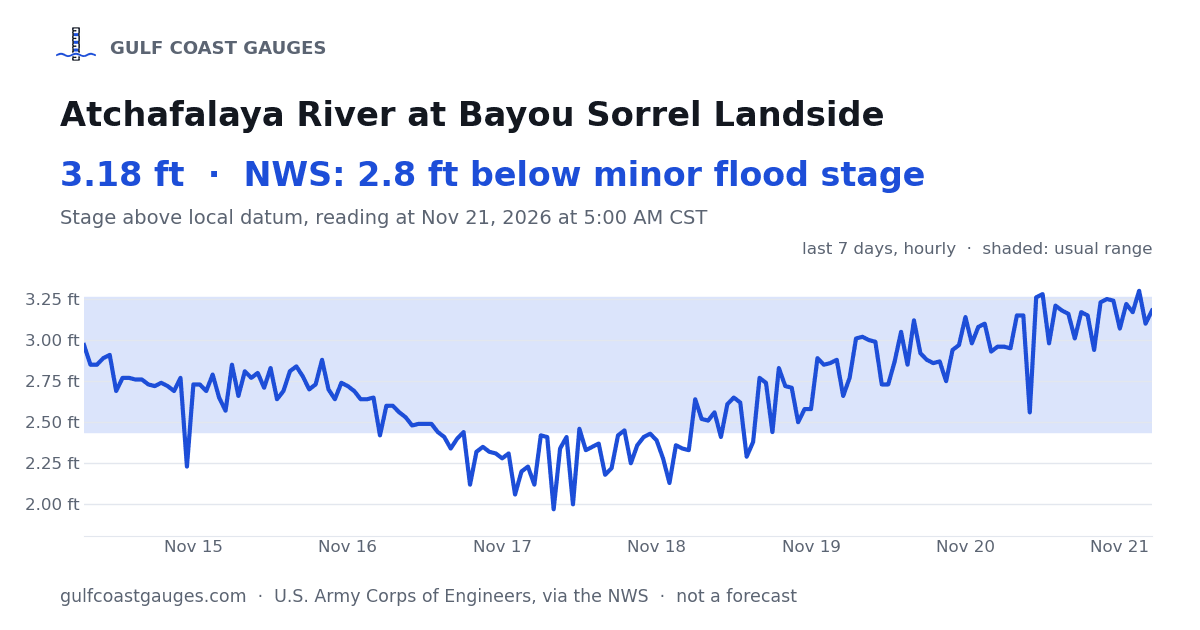 GULF COAST GAUGES
Atchafalaya River at Bayou Sorrel Landside
3.18 ft · NWS: 2.8 ft below minor flood stage
Stage above local datum, reading at Nov 21, 2026 at 5:00 AM CST
last 7 days, hourly · shaded: usual range
3.25 ft
3.00 ft
2.75 ft
2.50 ft
2.25 ft
2.00 ft
Nov 15 Nov 16 Nov 17 Nov 18 Nov 19 Nov 20 Nov 21
gulfcoastgauges.com · U.S. Army Corps of Engineers, via the NWS · not a forecast